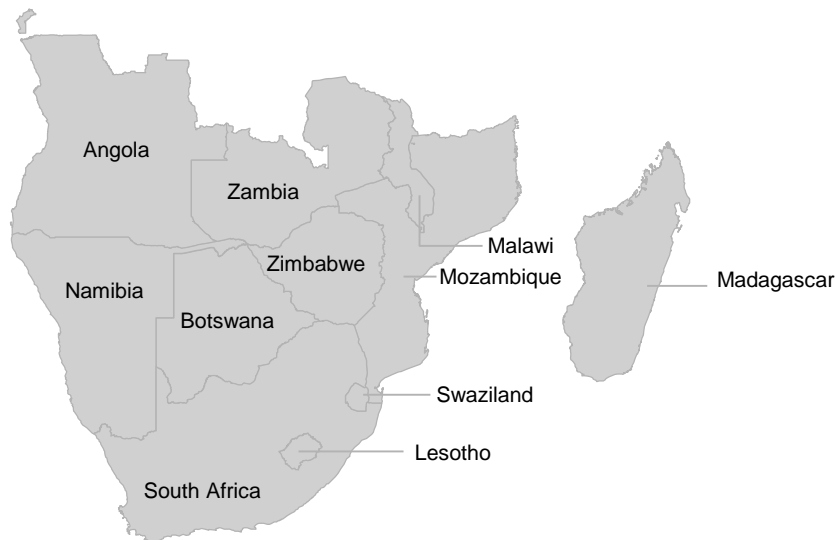 Angola
Zambia
Malawi
Zimbabwe
Mozambique
Madagascar
Namibia
Botswana
Swaziland
Lesotho
South Africa